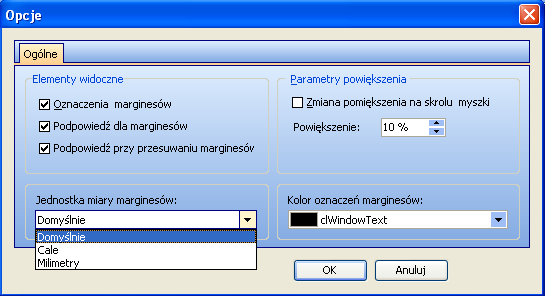 Opcje
Ogólne
Elementy widoczne
Oznaczenia marginesów
Podpowiedź dla marginesów
Podpowiedź przy przesuwaniu marginesów
Parametry powiększenia
Zmiana pomiększenia na skrolu myszki
Powiększenie: 10 %
Jednostka miary marginesów:
Domyślnie
Domyślnie
Cale
Milimetry
Kolor oznaczeń marginesów:
clWindowText
OK
Anuluj